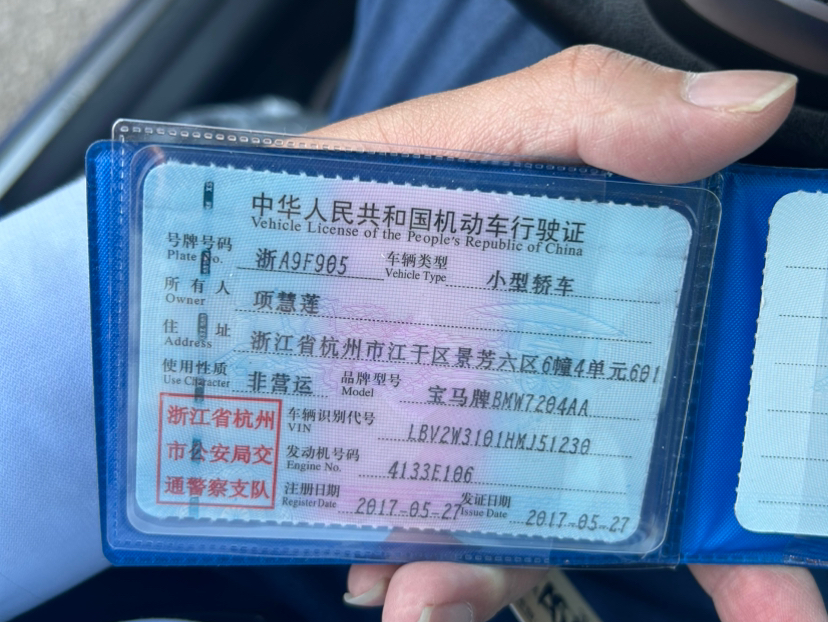 中华人民共和国机动车行驶证
Vehicle License of the People's Republic of China
号牌号码 浙A9F905 车辆类型 小型轿车
Plate No. Vehicle Type
所有人 项慧莲
Owner
住址 浙江省杭州市江干区景芳六区6幢4单元601
Address
使用性质 非营运 品牌型号 宝马牌BMW7204AA
Use Character Model
浙江省杭州
市公安局交
通警察支队
车辆识别代号 LBV2W3101HMJ51230
VIN
发动机号码 4133E106
Engine No.
注册日期 2017-05-27 发证日期 2017-05-27
Register Date Issue Date